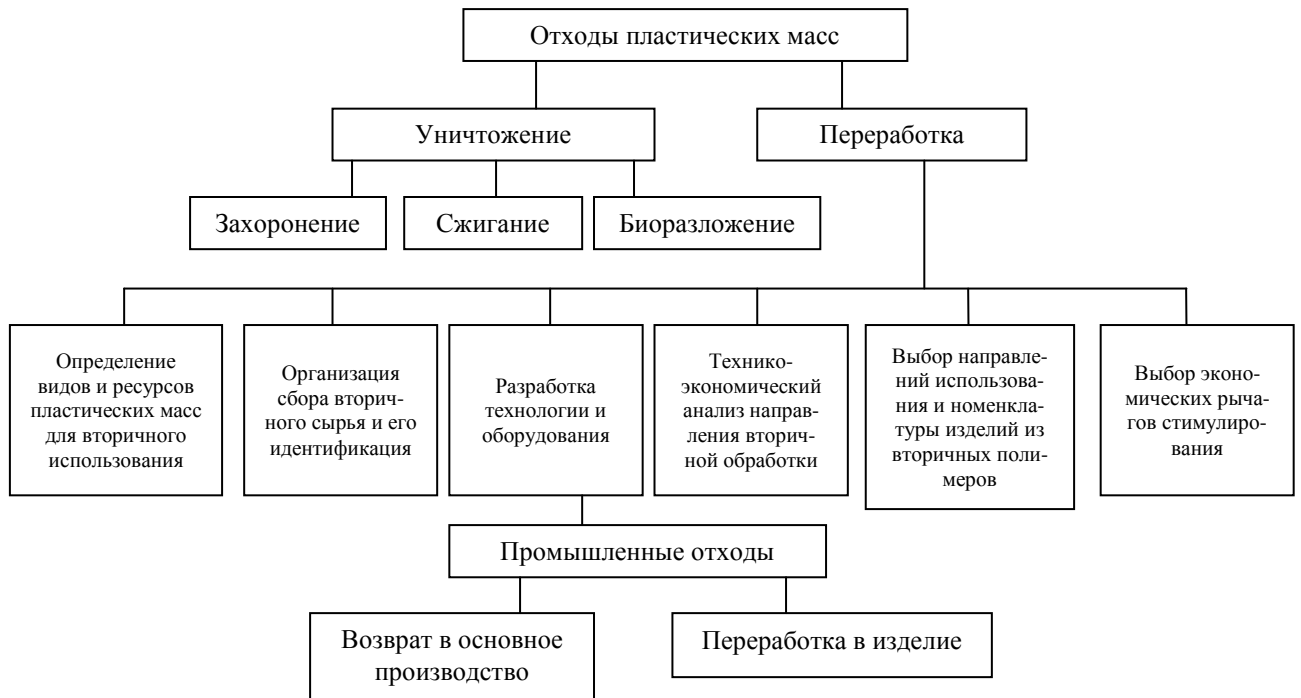 Отходы пластических масс
Уничтожение
Переработка
Захоронение
Сжигание
Биоразложение
Определение
видов и ресурсов
пластических масс
для вторичного
использования
Организация
сбора вторич-
ного сырья и его
идентификация
Разработка
технологии и
оборудования
Технико-
экономический
анализ направ-
ления вторич-
ной обработки
Выбор направле-
ний использова-
ния и номенкла-
туры изделий из
вторичных поли-
меров
Выбор эконо-
мических рыча-
гов стимулиро-
вания
Промышленные отходы
Возврат в основное
производство
Переработка в изделие